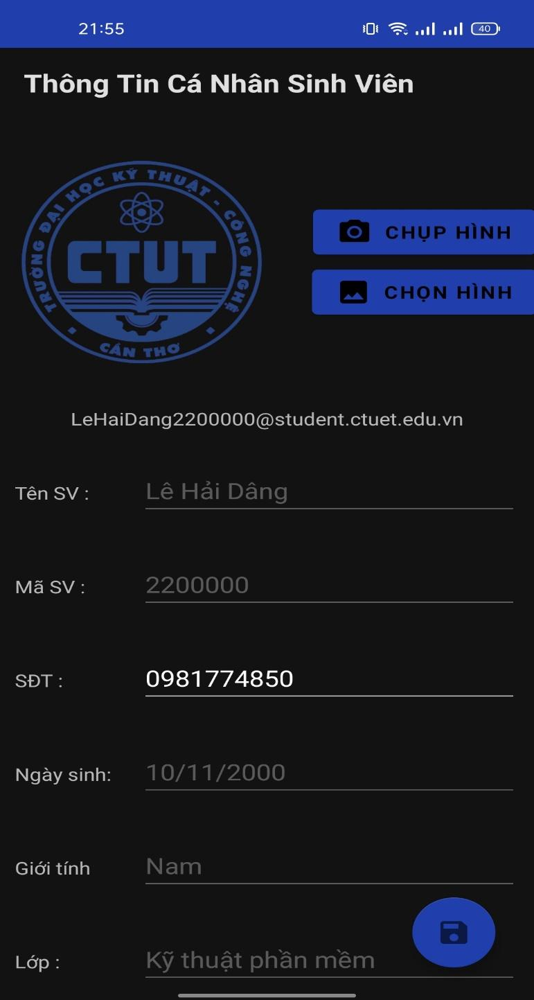 21:55
40
Thông Tin Cá Nhân Sinh Viên
TRƯỜNG ĐẠI HỌC KỸ THUẬT - CÔNG NGHỆ
CTUT
CẦN THƠ
CHỤP HÌNH
CHỌN HÌNH
LeHaiDang2200000@student.ctuet.edu.vn
Tên SV : Lê Hải Dâng
Mã SV : 2200000
SĐT : 0981774850
Ngày sinh: 10/11/2000
Giới tính Nam
Lớp : Kỹ thuật phần mềm